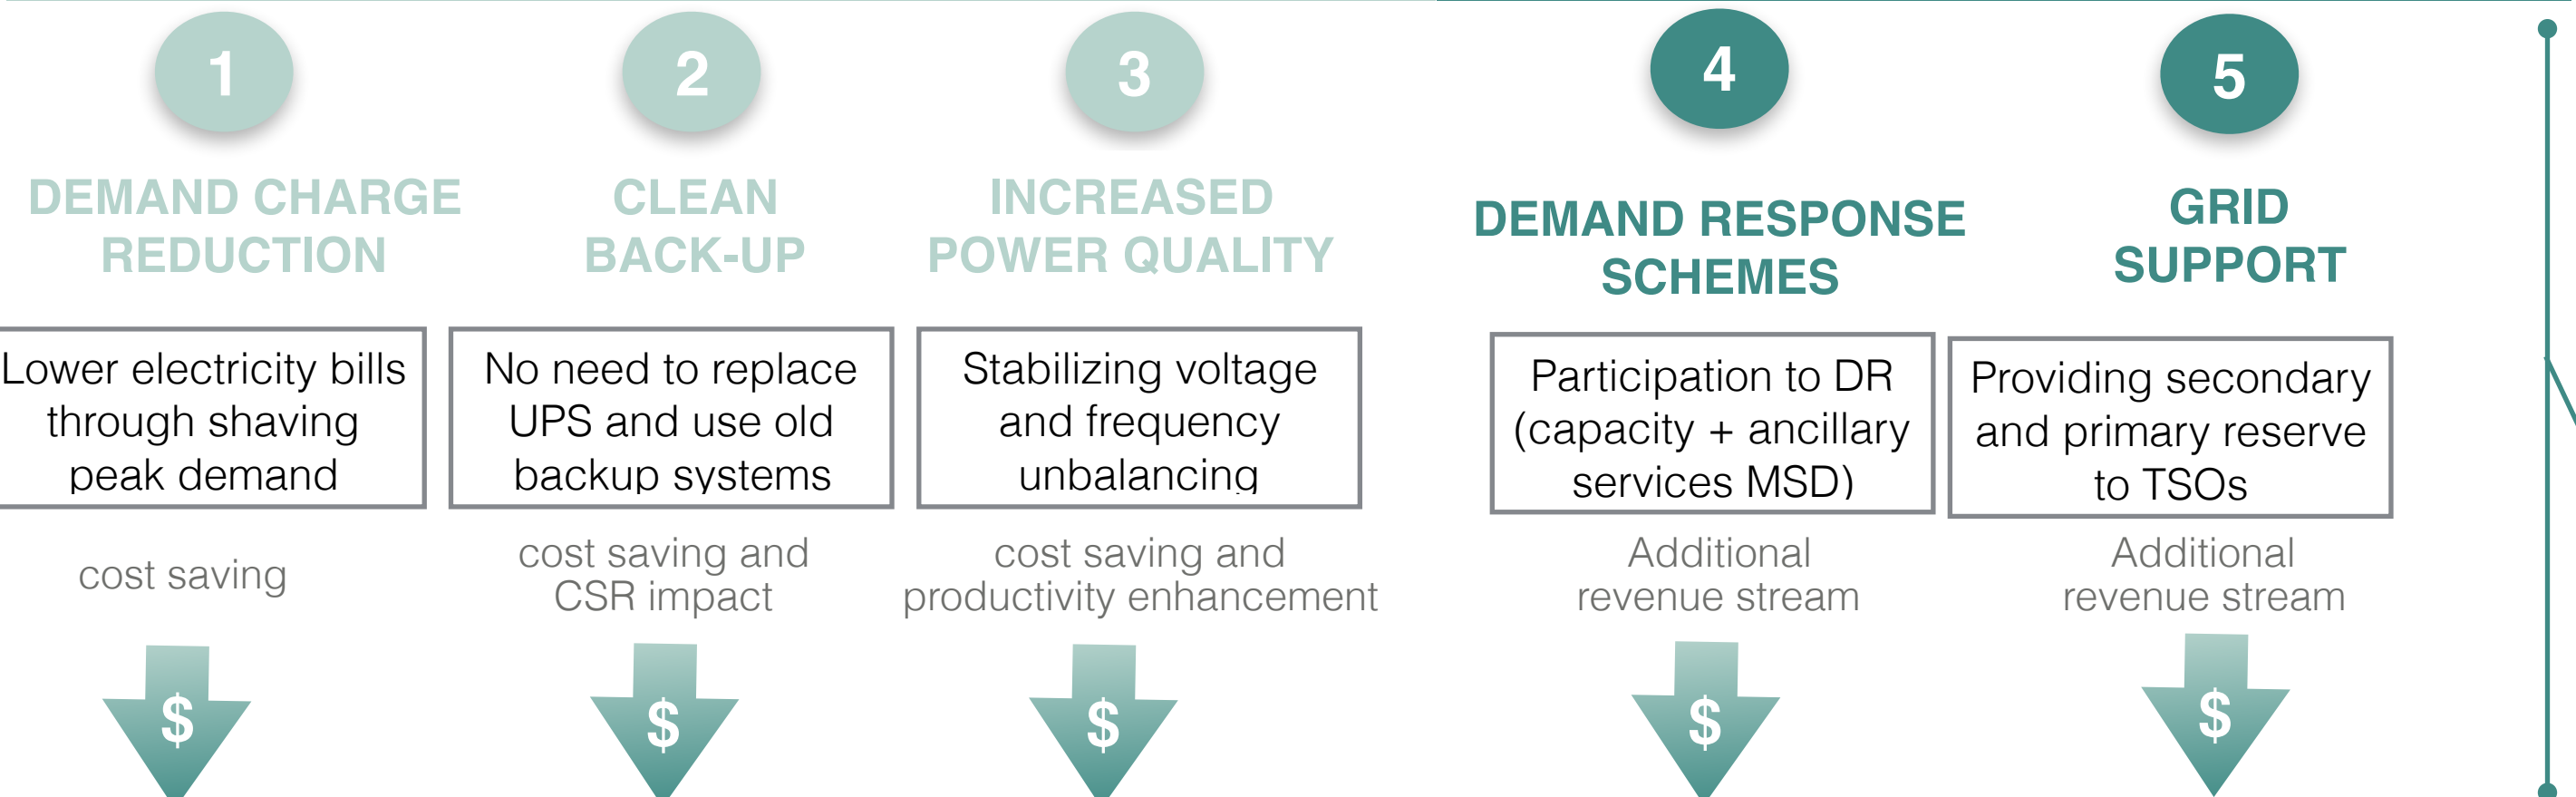 1
DEMAND CHARGE
REDUCTION
Lower electricity bills
through shaving
peak demand
cost saving
$
2
CLEAN
BACK-UP
No need to replace
UPS and use old
backup systems
cost saving and
CSR impact
$
3
INCREASED
POWER QUALITY
Stabilizing voltage
and frequency
unbalancing
cost saving and
productivity enhancement
$
4
DEMAND RESPONSE
SCHEMES
Participation to DR
(capacity + ancillary
services MSD)
Additional
revenue stream
$
5
GRID
SUPPORT
Providing secondary
and primary reserve
to TSOs
Additional
revenue stream
$